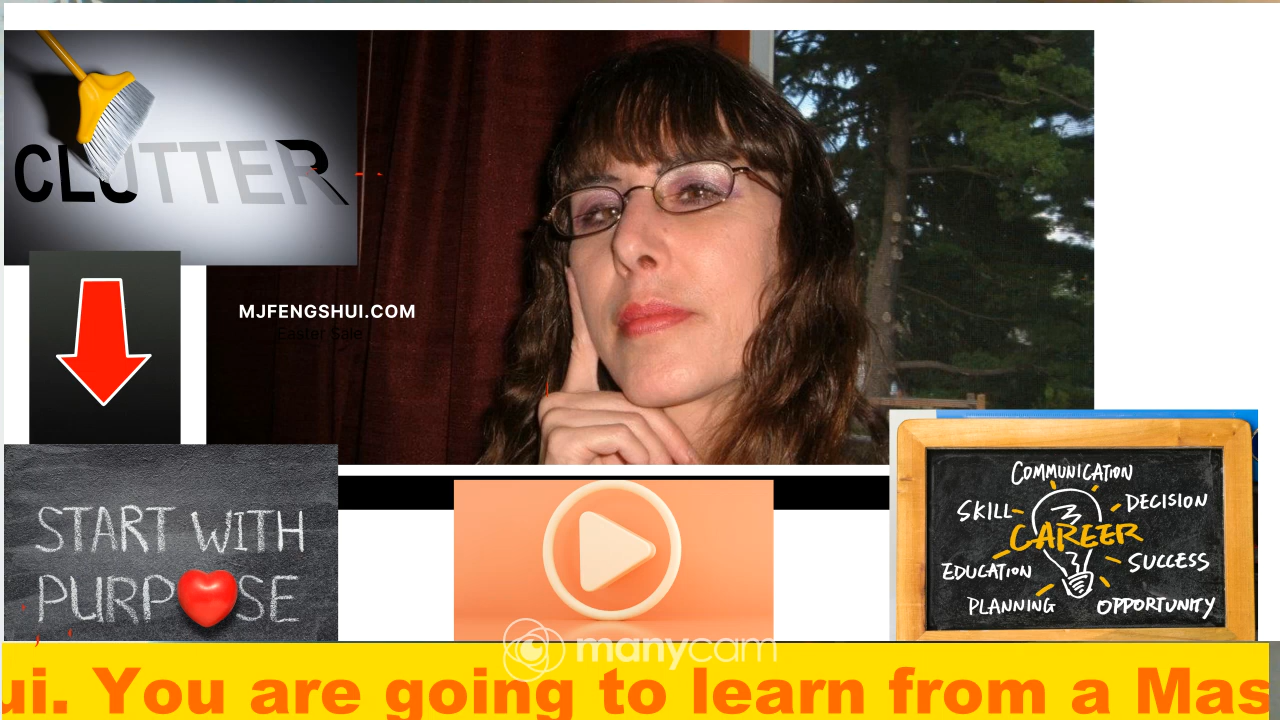 CLUTTER
MJFENGSHUI.COM
Easter Sale
START WITH
PURPOSE
COMMUNICATION
SKILL
DECISION
CAREER
EDUCATION
SUCCESS
PLANNING
OPPORTUNITY
manycam
ui. You are going to learn from a Mas